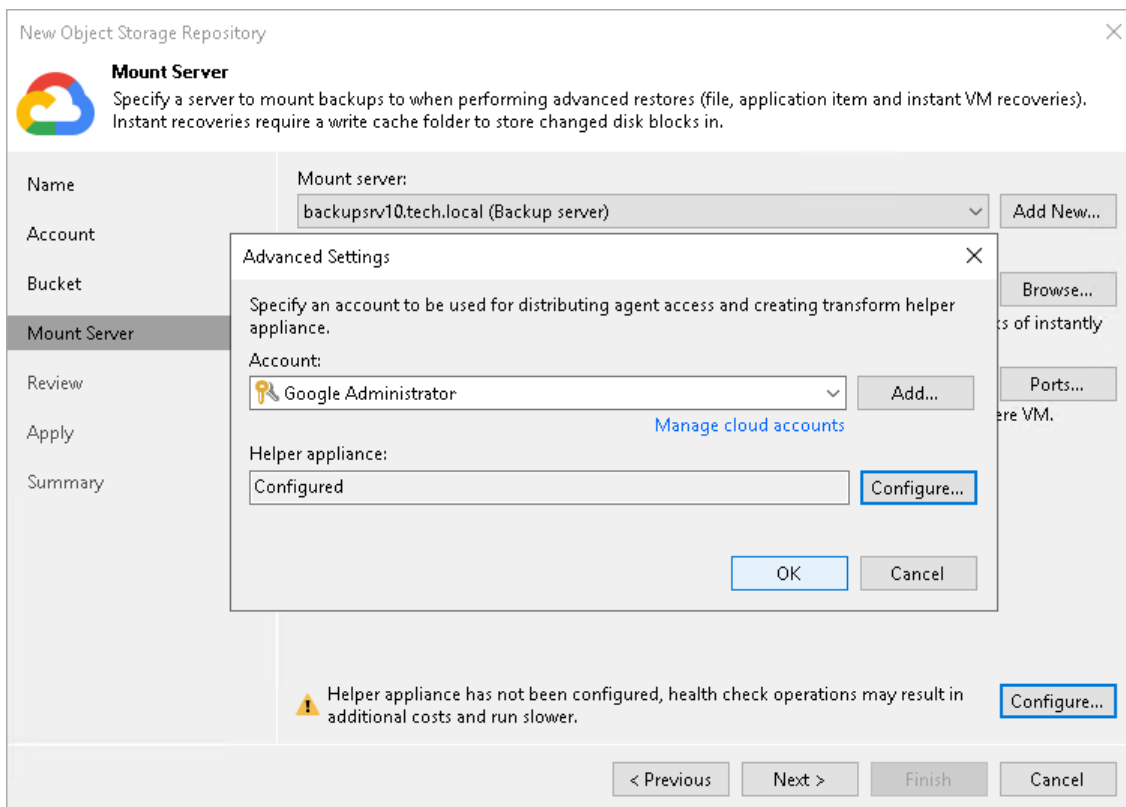 New Object Storage Repository
Mount Server
Specify a server to mount backups to when performing advanced restores (file, application item and instant VM recoveries).
Instant recoveries require a write cache folder to store changed disk blocks in.
Name
Account
Bucket
Mount Server
Review
Apply
Summary
Mount server:
backupsrv10.tech.local (Backup server)
Add New...
Browse...
s of instantly
Ports...
ere VM.
Advanced Settings
Specify an account to be used for distributing agent access and creating transform helper
appliance.
Account:
Google Administrator
Add...
Manage cloud accounts
Helper appliance:
Configured
Configure...
OK
Cancel
Helper appliance has not been configured, health check operations may result in
additional costs and run slower.
Configure...
< Previous
Next >
Finish
Cancel